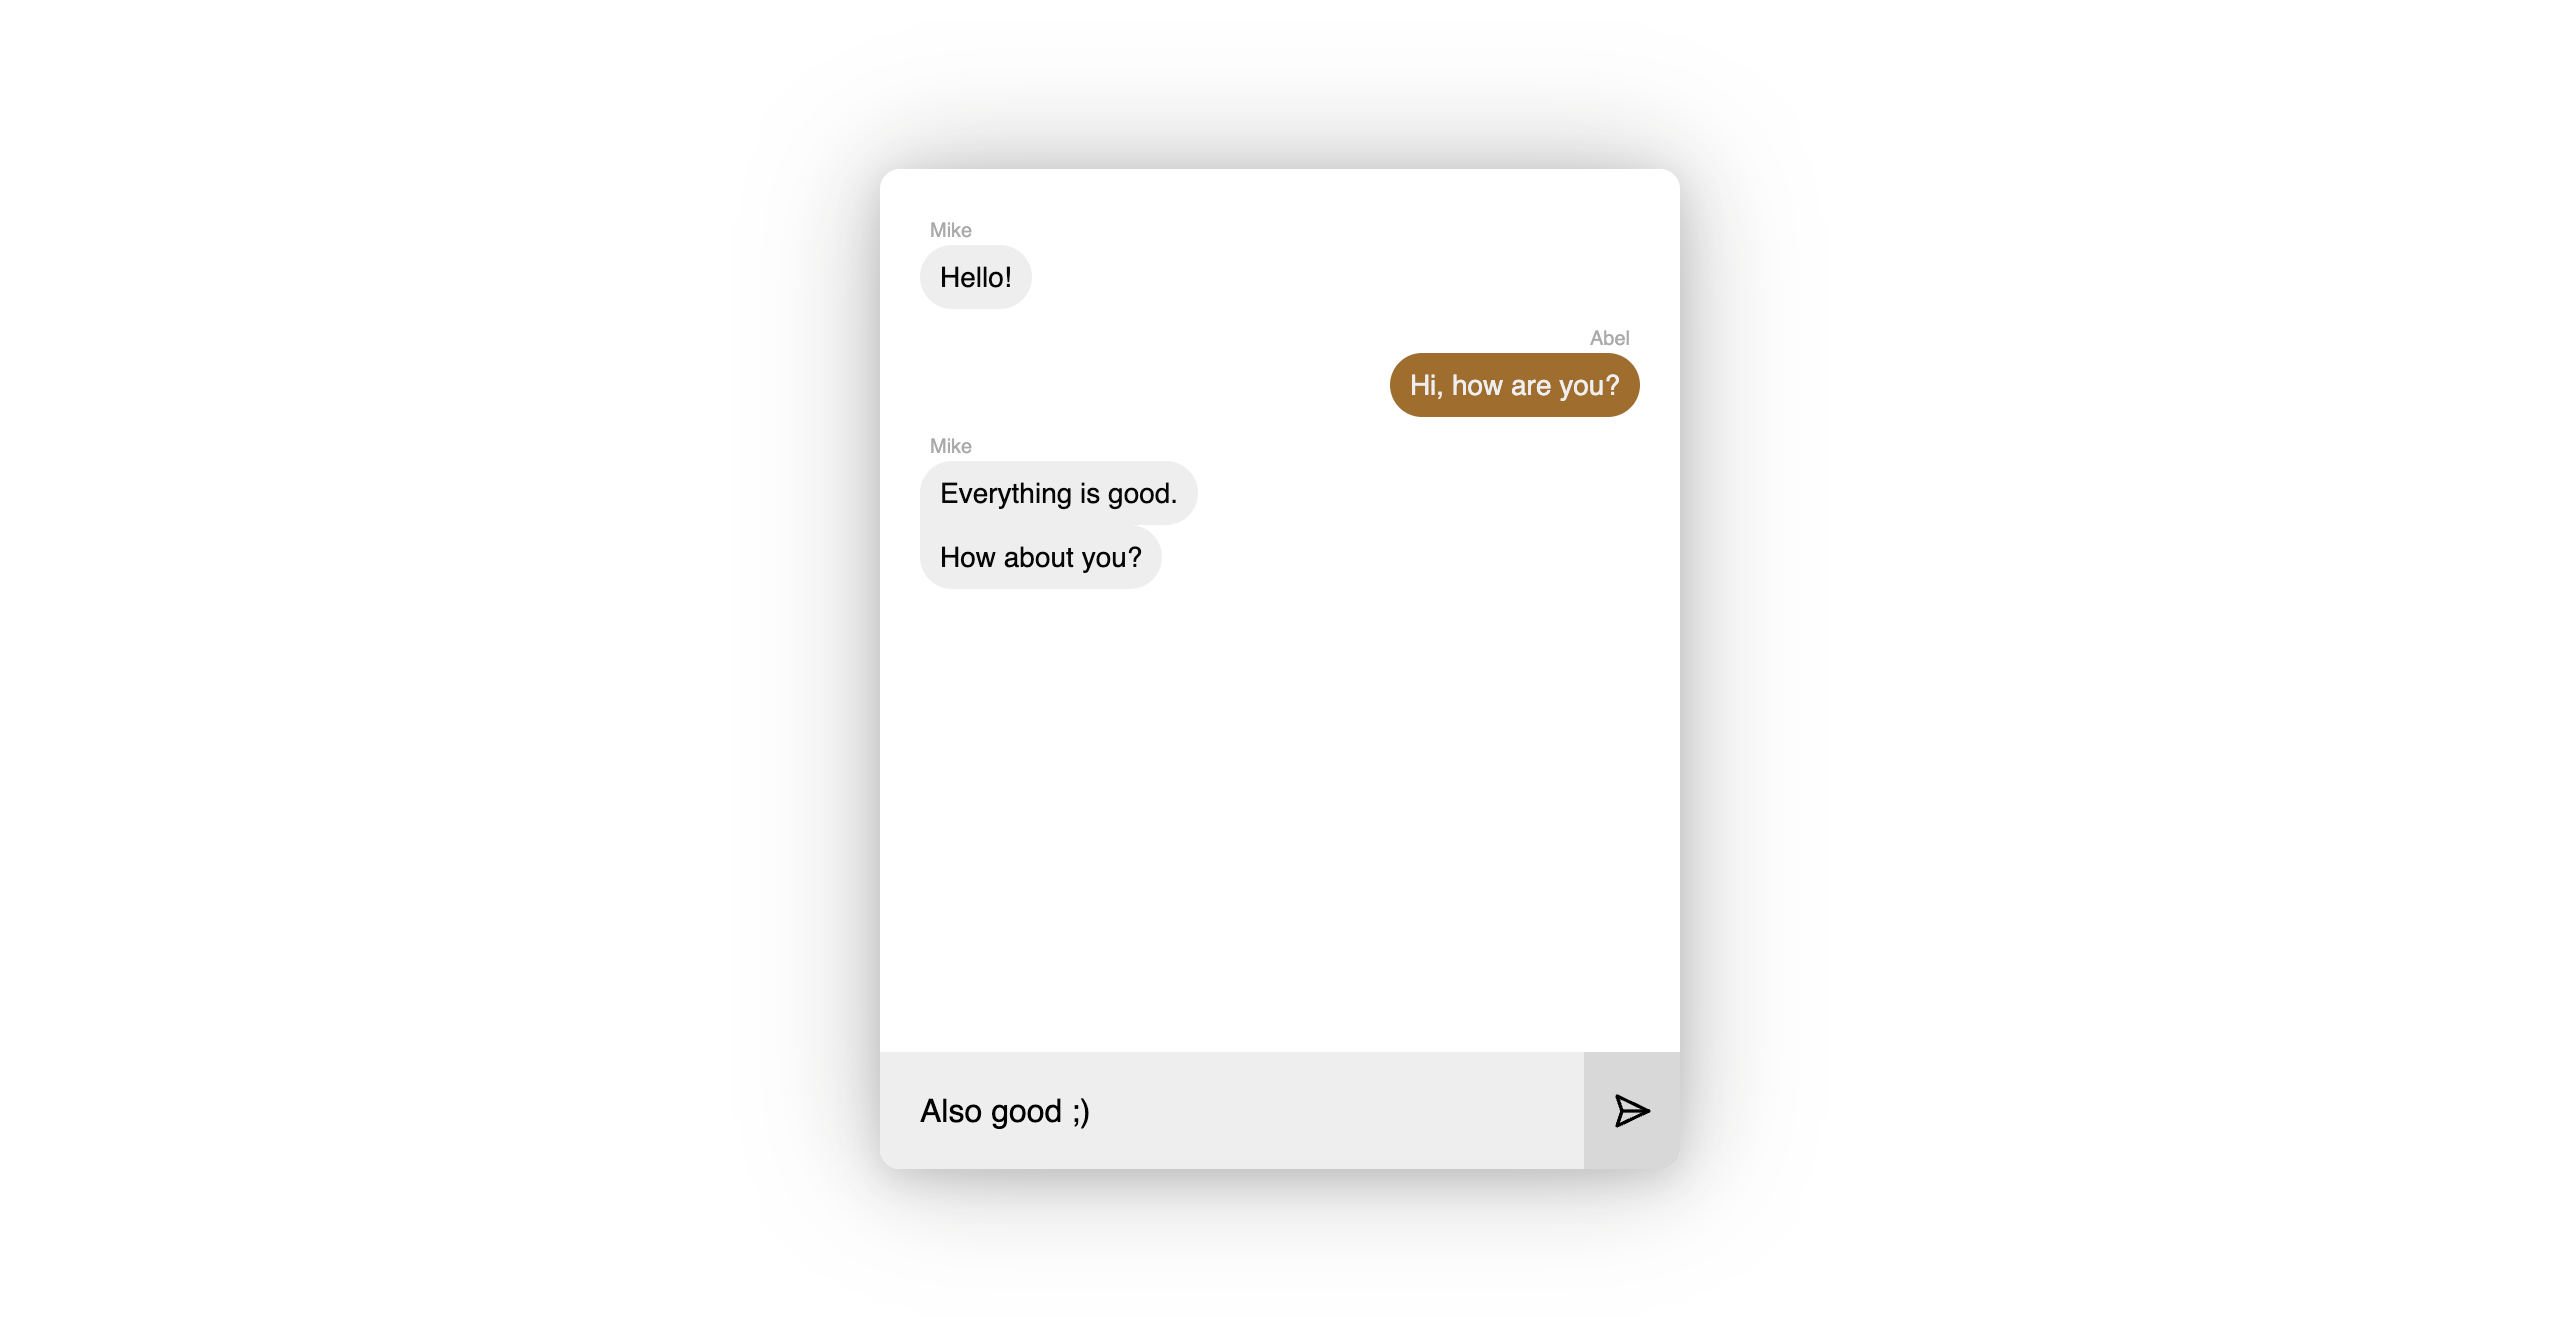 Mike
Hello!
Abel
Hi, how are you?
Mike
Everything is good.
How about you?
Also good ;)